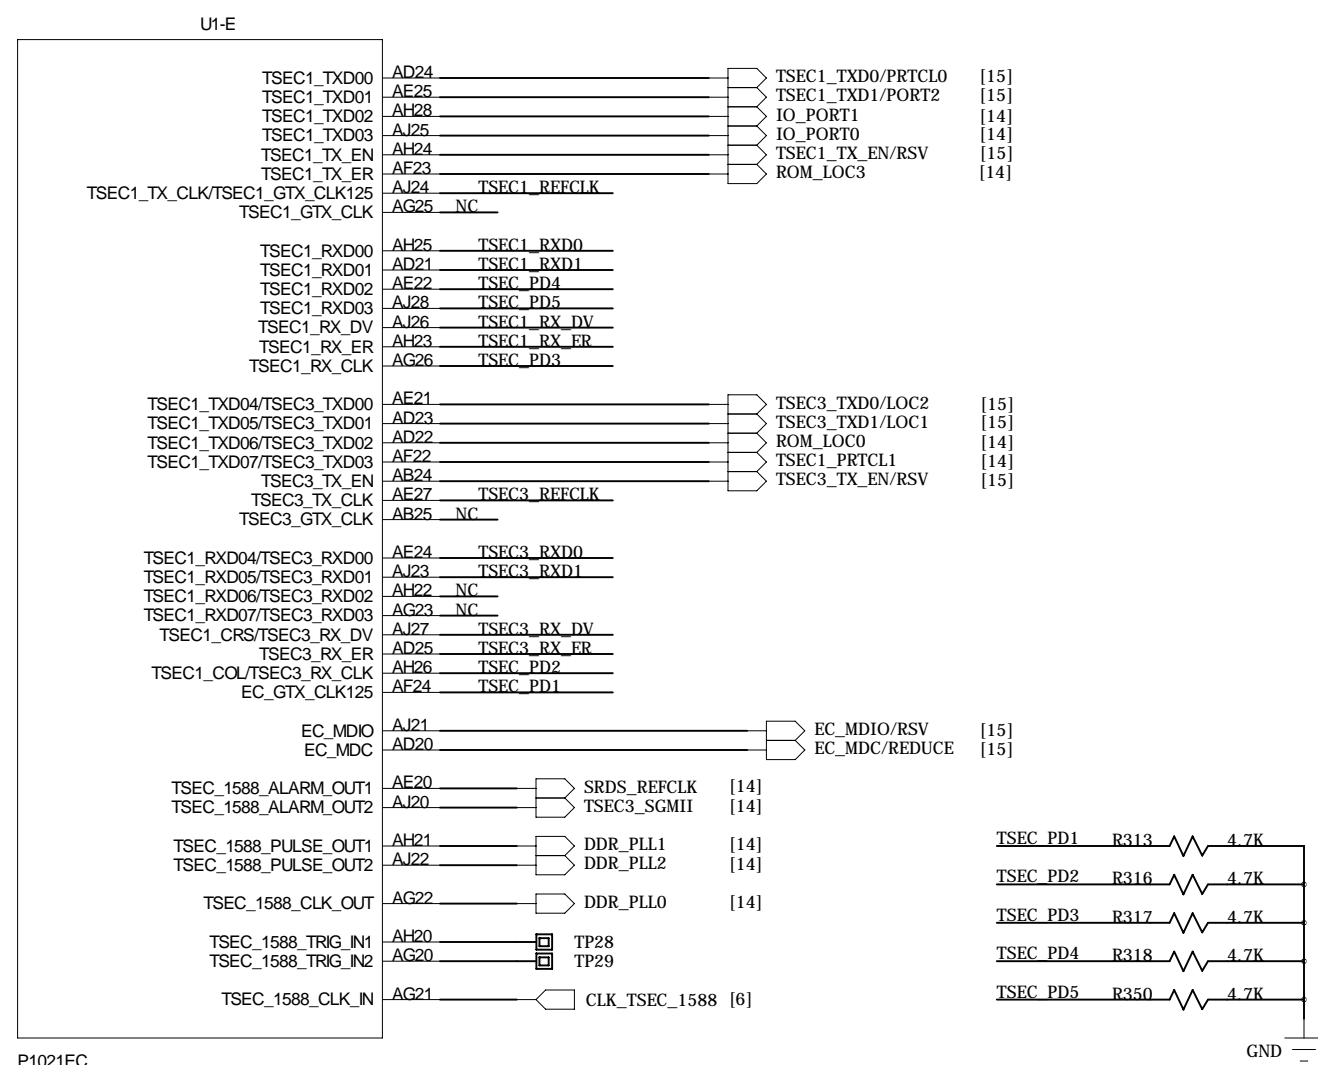 U1-E
TSEC1_TXD00 AD24 TSEC1_TXD0/PRTCL0 [15]
TSEC1_TXD01 AE25 TSEC1_TXD1/PORT2 [15]
TSEC1_TXD02 AH28 IO_PORT1 [14]
TSEC1_TXD03 AJ25 IO_PORT0 [14]
TSEC1_TX_EN AH24 TSEC1_TX_EN/RSV [15]
TSEC1_TX_ER AF23 ROM_LOC3 [14]
TSEC1_TX_CLK/TSEC1_GTX_CLK125 AJ24 TSEC1_REFCLK
TSEC1_GTX_CLK AG25 NC
TSEC1_RXD00 AH25 TSEC1_RXD0
TSEC1_RXD01 AD21 TSEC1_RXD1
TSEC1_RXD02 AE22 TSEC_PD4
TSEC1_RXD03 AJ28 TSEC_PD5
TSEC1_RX_DV AJ26 TSEC1_RX_DV
TSEC1_RX_ER AH23 TSEC1_RX_ER
TSEC1_RX_CLK AG26 TSEC_PD3
TSEC1_TXD04/TSEC3_TXD00 AE21 TSEC3_TXD0/LOC2 [15]
TSEC1_TXD05/TSEC3_TXD01 AD23 TSEC3_TXD1/LOC1 [15]
TSEC1_TXD06/TSEC3_TXD02 AD22 ROM_LOC0 [14]
TSEC1_TXD07/TSEC3_TXD03 AF22 TSEC1_PRTCL1 [14]
TSEC3_TX_EN AB24 TSEC3_TX_EN/RSV [15]
TSEC3_TX_CLK AE27 TSEC3_REFCLK
TSEC3_GTX_CLK AB25 NC
TSEC1_RXD04/TSEC3_RXD00 AE24 TSEC3_RXD0
TSEC1_RXD05/TSEC3_RXD01 AJ23 TSEC3_RXD1
TSEC1_RXD06/TSEC3_RXD02 AH22 NC
TSEC1_RXD07/TSEC3_RXD03 AG23 NC
TSEC1_CRS/TSEC3_RX_DV AJ27 TSEC3_RX_DV
TSEC3_RX_ER AD25 TSEC3_RX_ER
TSEC1_COL/TSEC3_RX_CLK AH26 TSEC_PD2
EC_GTX_CLK125 AF24 TSEC_PD1
EC_MDIO AJ21 EC_MDIO/RSV [15]
EC_MDC AD20 EC_MDC/REDUCE [15]
TSEC_1588_ALARM_OUT1 AE20 SRDS_REFCLK [14]
TSEC_1588_ALARM_OUT2 AJ20 TSEC3_SGMII [14]
TSEC_1588_PULSE_OUT1 AH21 DDR_PLL1 [14]
TSEC_1588_PULSE_OUT2 AJ22 DDR_PLL2 [14]
TSEC_1588_CLK_OUT AG22 DDR_PLL0 [14]
TSEC_1588_TRIG_IN1 AH20 TP28
TSEC_1588_TRIG_IN2 AG20 TP29
TSEC_1588_CLK_IN AG21 CLK_TSEC_1588 [6]
P1021EC
TSEC_PD1 R313 4.7K
TSEC_PD2 R316 4.7K
TSEC_PD3 R317 4.7K
TSEC_PD4 R318 4.7K
TSEC_PD5 R350 4.7K
GND